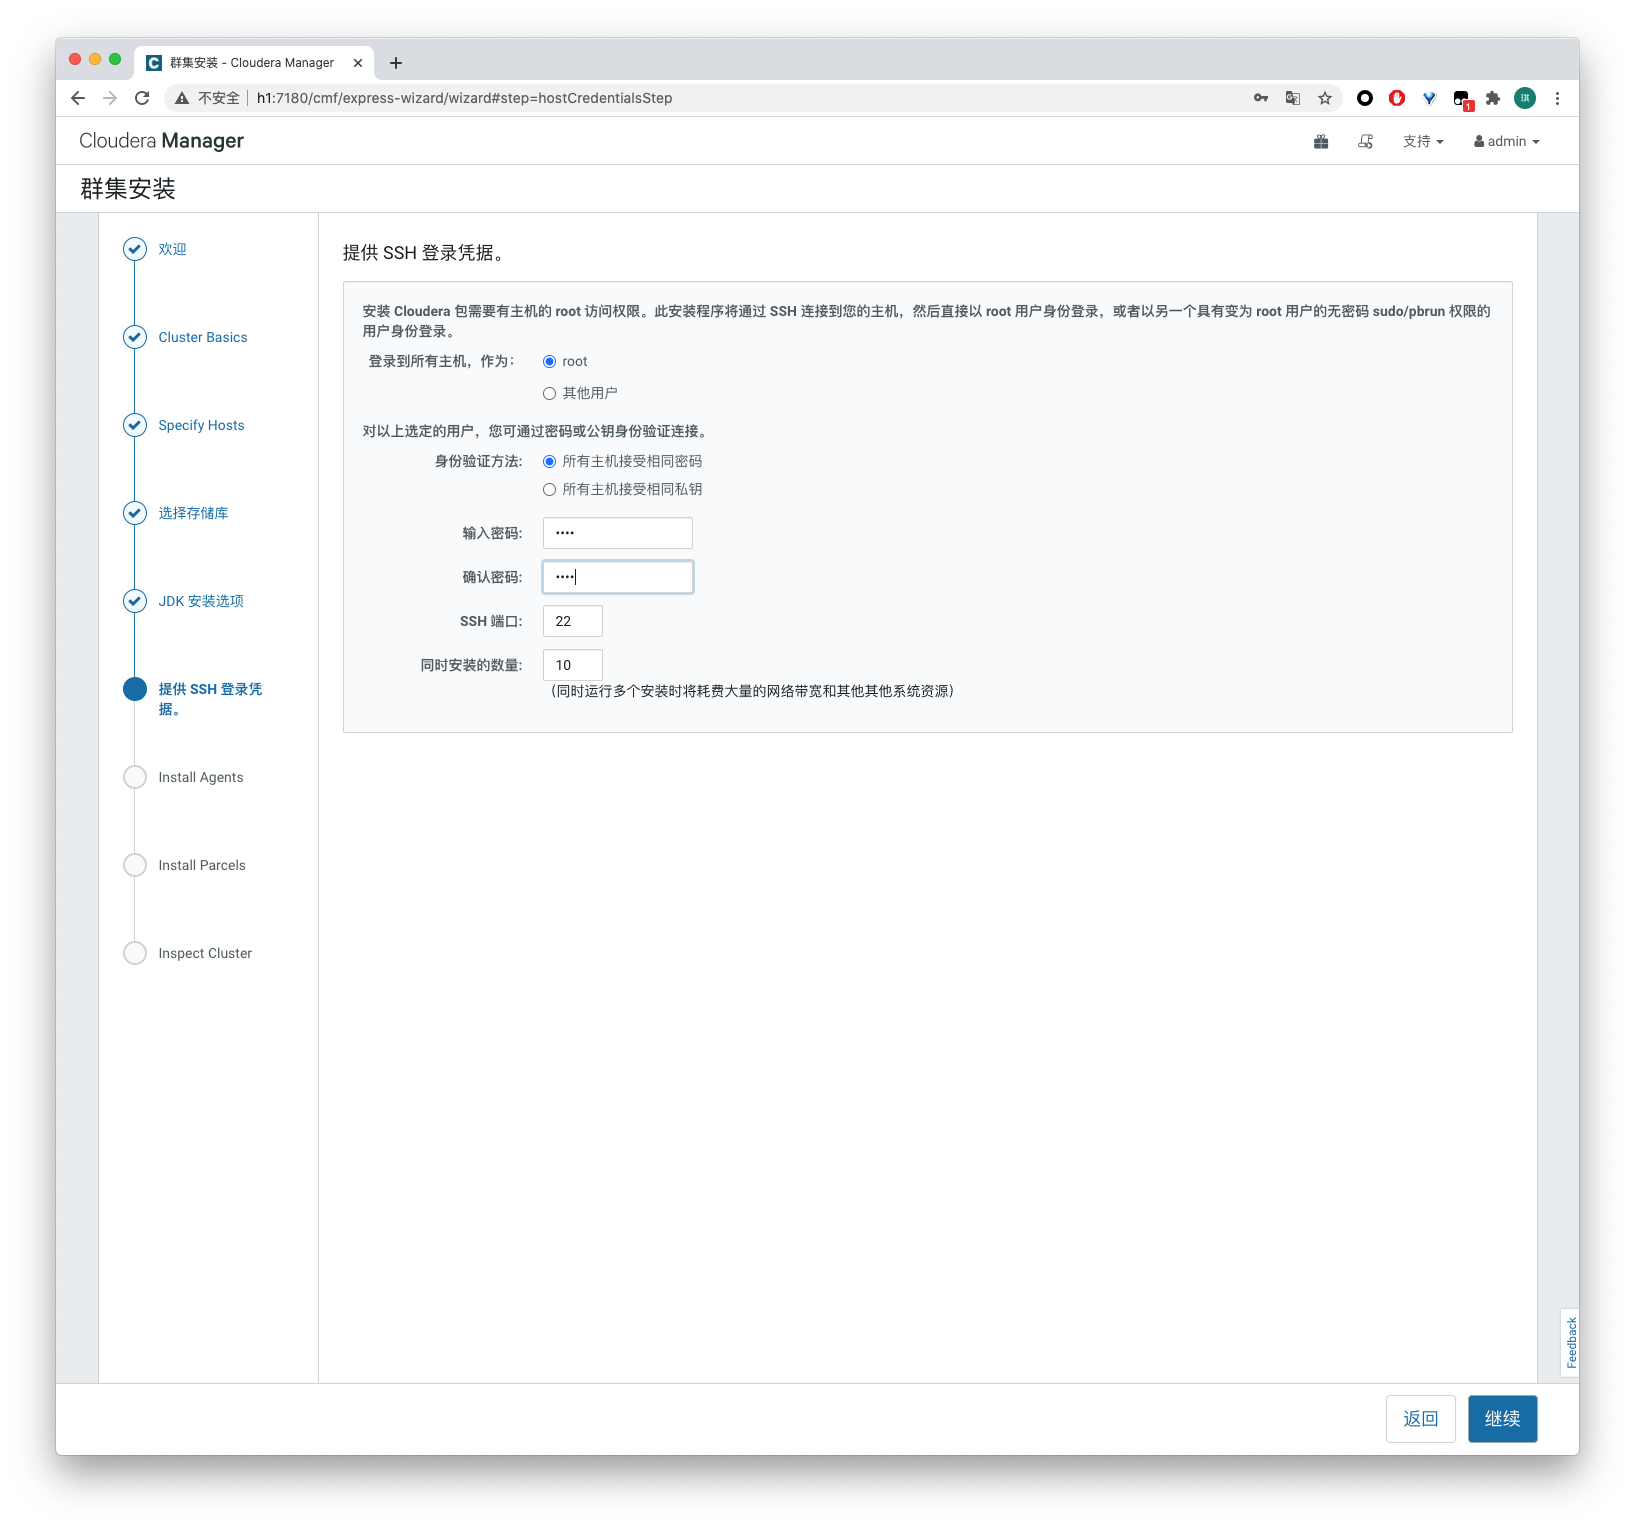 群集安装 - Cloudera Manager
不安全 h1:7180/cmf/express-wizard/wizard#step=hostCredentialsStep
1
琪
Cloudera Manager
支持
admin
群集安装
欢迎
Cluster Basics
Specify Hosts
选择存储库
JDK 安装选项
提供 SSH 登录凭
据。
Install Agents
Install Parcels
Inspect Cluster
提供 SSH 登录凭据。
安装 Cloudera 包需要有主机的 root 访问权限。此安装程序将通过 SSH 连接到您的主机，然后直接以 root 用户身份登录，或者以另一个具有变为 root 用户的无密码 sudo/pbrun 权限的
用户身份登录。
登录到所有主机，作为：
root
其他用户
对以上选定的用户，您可通过密码或公钥身份验证连接。
身份验证方法:
所有主机接受相同密码
所有主机接受相同私钥
输入密码: ••••
确认密码: ••••
SSH 端口: 22
同时安装的数量: 10
（同时运行多个安装时将耗费大量的网络带宽和其他其他系统资源）
Feedback
返回
继续